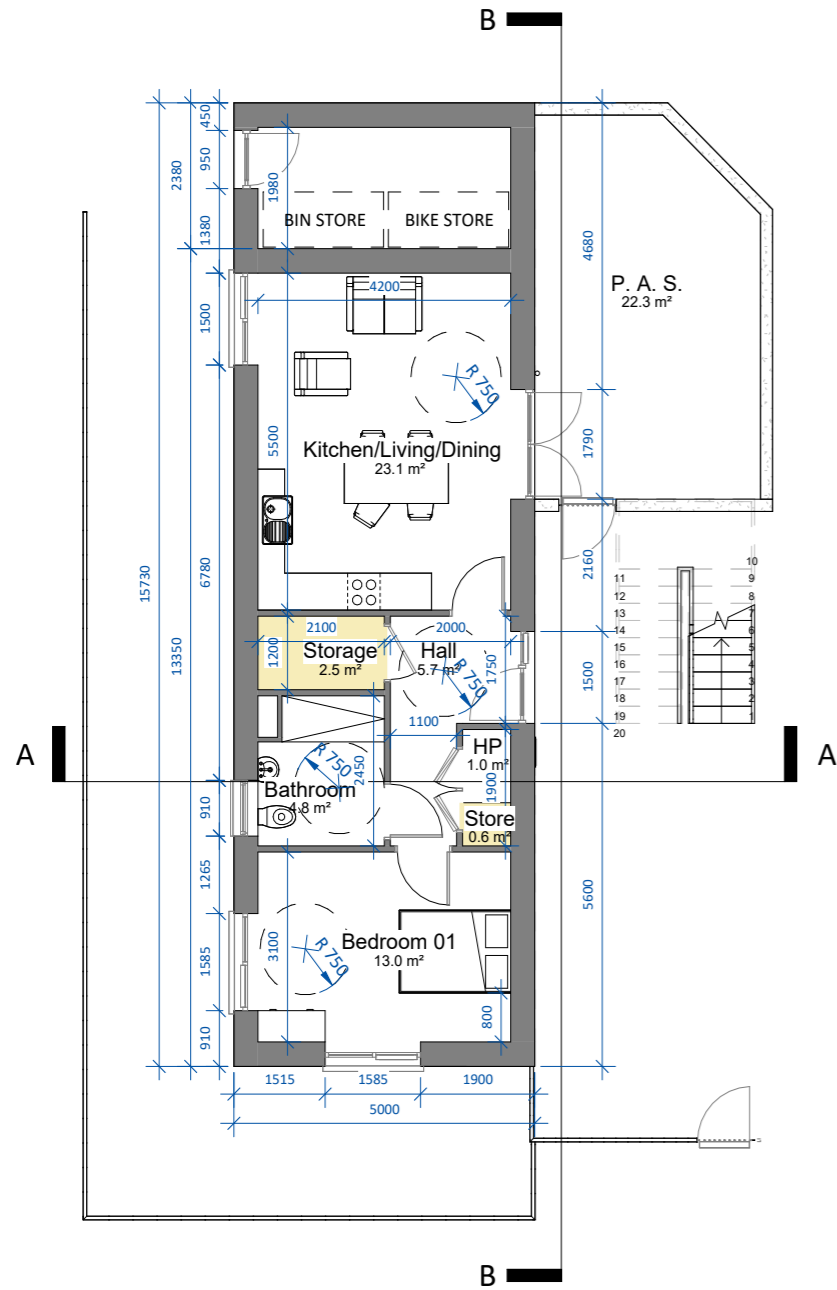 B
450
950
1380
2380
1980
BIN STORE
BIKE STORE
4680
P. A. S.
22.3 m²
4200
1500
R 750
5500
Kitchen/Living/Dining
23.1 m²
1790
15730
13350
6780
2160
10
11
9
12
8
13
7
14
6
15
5
16
4
17
3
18
2
19
1
20
2100
2000
1200
Storage
2.5 m²
Hall
5.7 m²
R 750
1750
1500
1100
HP
1.0 m²
A
A
R 750
2450
Bathroom
4.8 m²
1900
Store
0.6 m²
910
1265
5600
Bedroom 01
13.0 m²
3100
R 750
1585
800
910
1515
1585
1900
5000
B